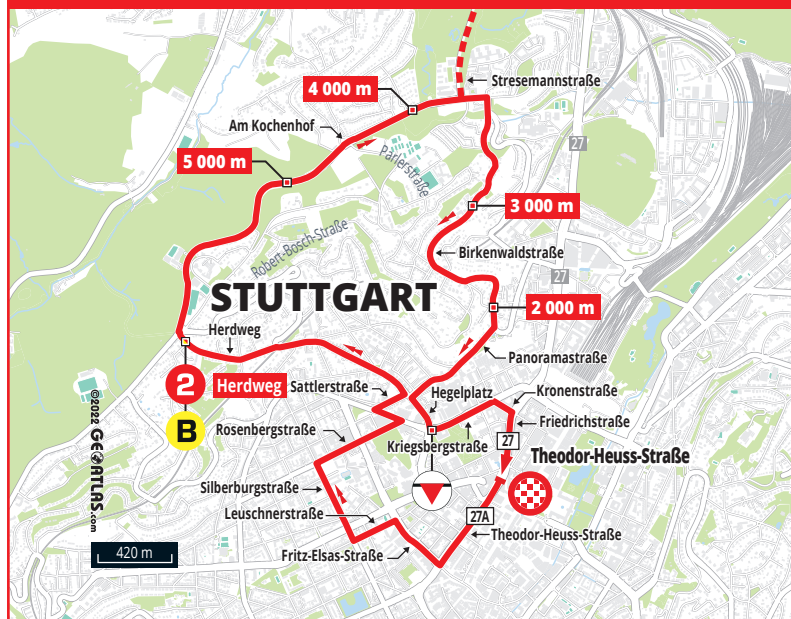 Stresemannstraße
4 000 m
Am Kochenhof
27
Parlerstraße
5 000 m
3 000 m
Robert-Bosch-Straße
Birkenwaldstraße
27
STUTTGART
2 000 m
Herdweg
Panoramastraße
2
Herdweg
Sattlerstraße
Hegelplatz
Kronenstraße
B
Rosenbergstraße
Friedrichstraße
Kriegsbergstraße
27
Theodor-Heuss-Straße
©2022 GEOATLAS.com
Silberburgstraße
Leuschnerstraße
27A
Theodor-Heuss-Straße
420 m
Fritz-Elsas-Straße